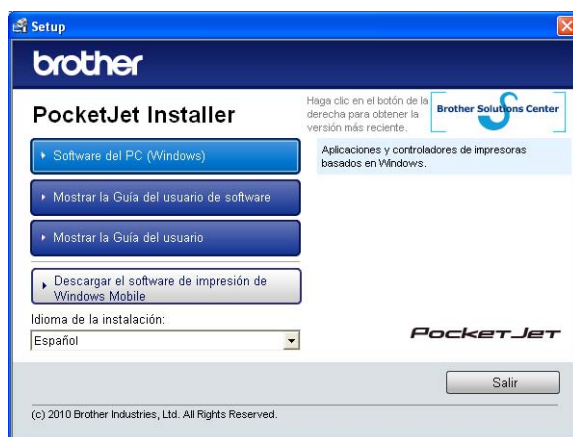 Setup
brother
PocketJet Installer
Haga clic en el botón de la
derecha para obtener la
versión más reciente.
Brother Solutions Center
Software del PC (Windows)
Aplicaciones y controladores de impresoras
basados en Windows.
Mostrar la Guía del usuario de software
Mostrar la Guía del usuario
Descargar el software de impresión de
Windows Mobile
Idioma de la instalación:
Español
PocketJet
Salir
(c) 2010 Brother Industries, Ltd. All Rights Reserved.